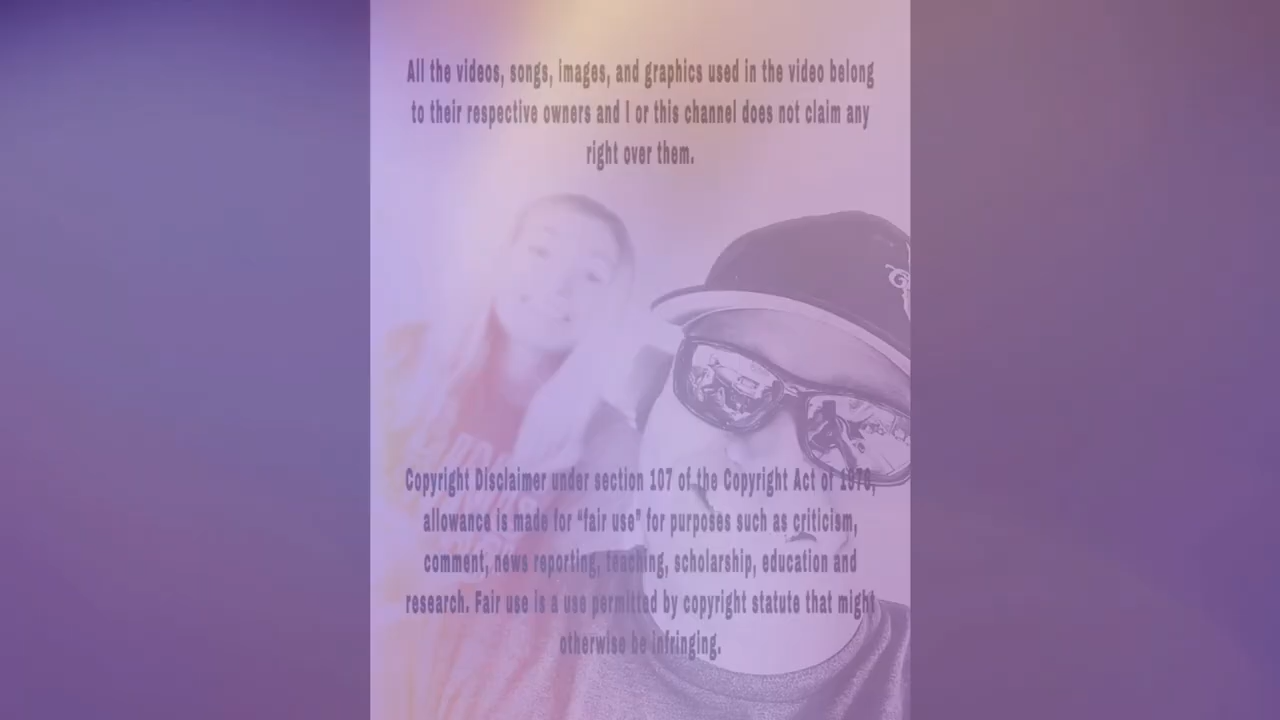 All the videos, songs, images, and graphics used in the video belong
to their respective owners and I or this channel does not claim any
right over them.
Copyright Disclaimer under section 107 of the Copyright Act of 1976,
allowance is made for “fair use” for purposes such as criticism,
comment, news reporting, teaching, scholarship, education and
research. Fair use is a use permitted by copyright statute that might
otherwise be infringing.